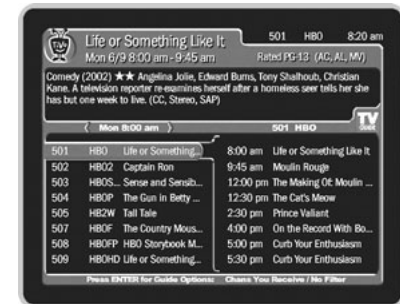 TiVo
Life or Something Like It
501 HBO 8:20 am
Mon 6/9 8:00 am - 9:45 am
Rated PG-13 (AC, AL, MV)
Comedy (2002) ★★ Angelina Jolie, Edward Burns, Tony Shalhoub, Christian
Kane. A television reporter re-examines herself after a homeless seer tells her she
has but one week to live. (CC, Stereo, SAP)
TV
Guide
Mon 8:00 am
501 HBO
501 HBO Life or Something...
8:00 am Life or Something Like It
502 HBO2 Captain Ron
9:45 am Moulin Rouge
503 HBOS... Sense and Sensib...
12:00 pm The Making Of: Moulin ...
504 HBOP The Gun in Betty ...
12:30 pm The Cat's Meow
505 HB2W Tall Tale
2:30 pm Prince Valiant
507 HBOF The Country Mous...
4:00 pm On the Record With Bo...
508 HBOFP HBO Storybook M...
5:00 pm Curb Your Enthusiasm
509 HBOHD Life or Something...
5:30 pm Curb Your Enthusiasm
Press ENTER for Guide Options: Chans You Receive / No Filter